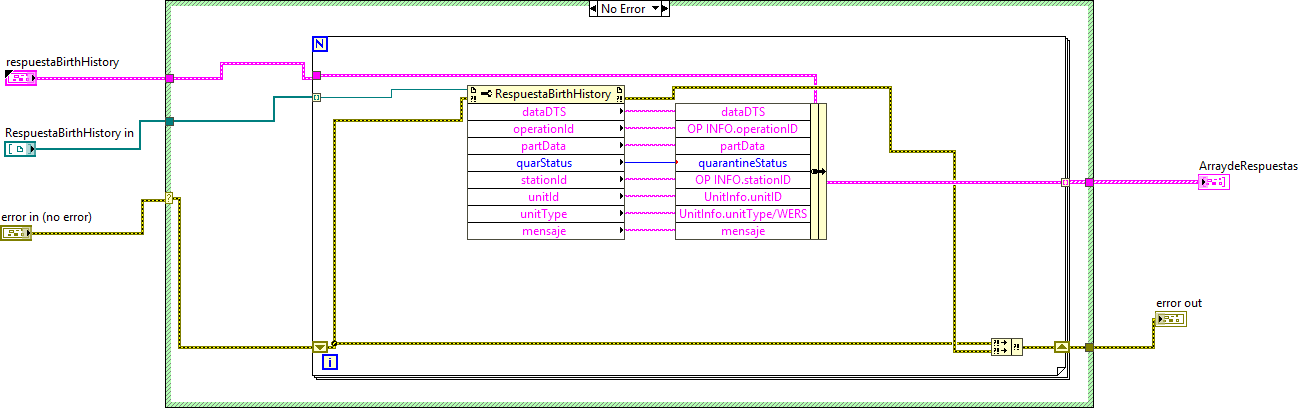 No Error
N
respuestaBirthHistory
RespuestaBirthHistory in
error in (no error)
?
RespuestaBirthHistory
dataDTS
operationId
partData
quarStatus
stationId
unitId
unitType
mensaje
dataDTS
OP INFO.operationID
partData
quarantineStatus
OP INFO.stationID
UnitInfo.unitID
UnitInfo.unitType/WERS
mensaje
ArraydeRespuestas
error out
i